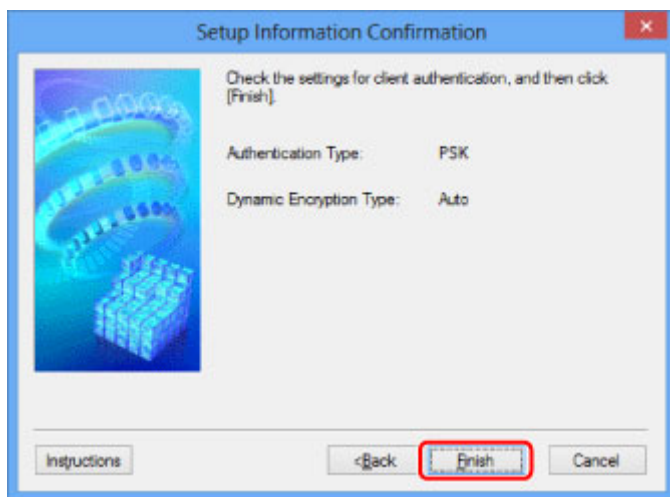 Setup Information Confirmation
Check the settings for client authentication, and then click
[Finish].
Authentication Type: PSK
Dynamic Encryption Type: Auto
Instructions <Back Finish Cancel